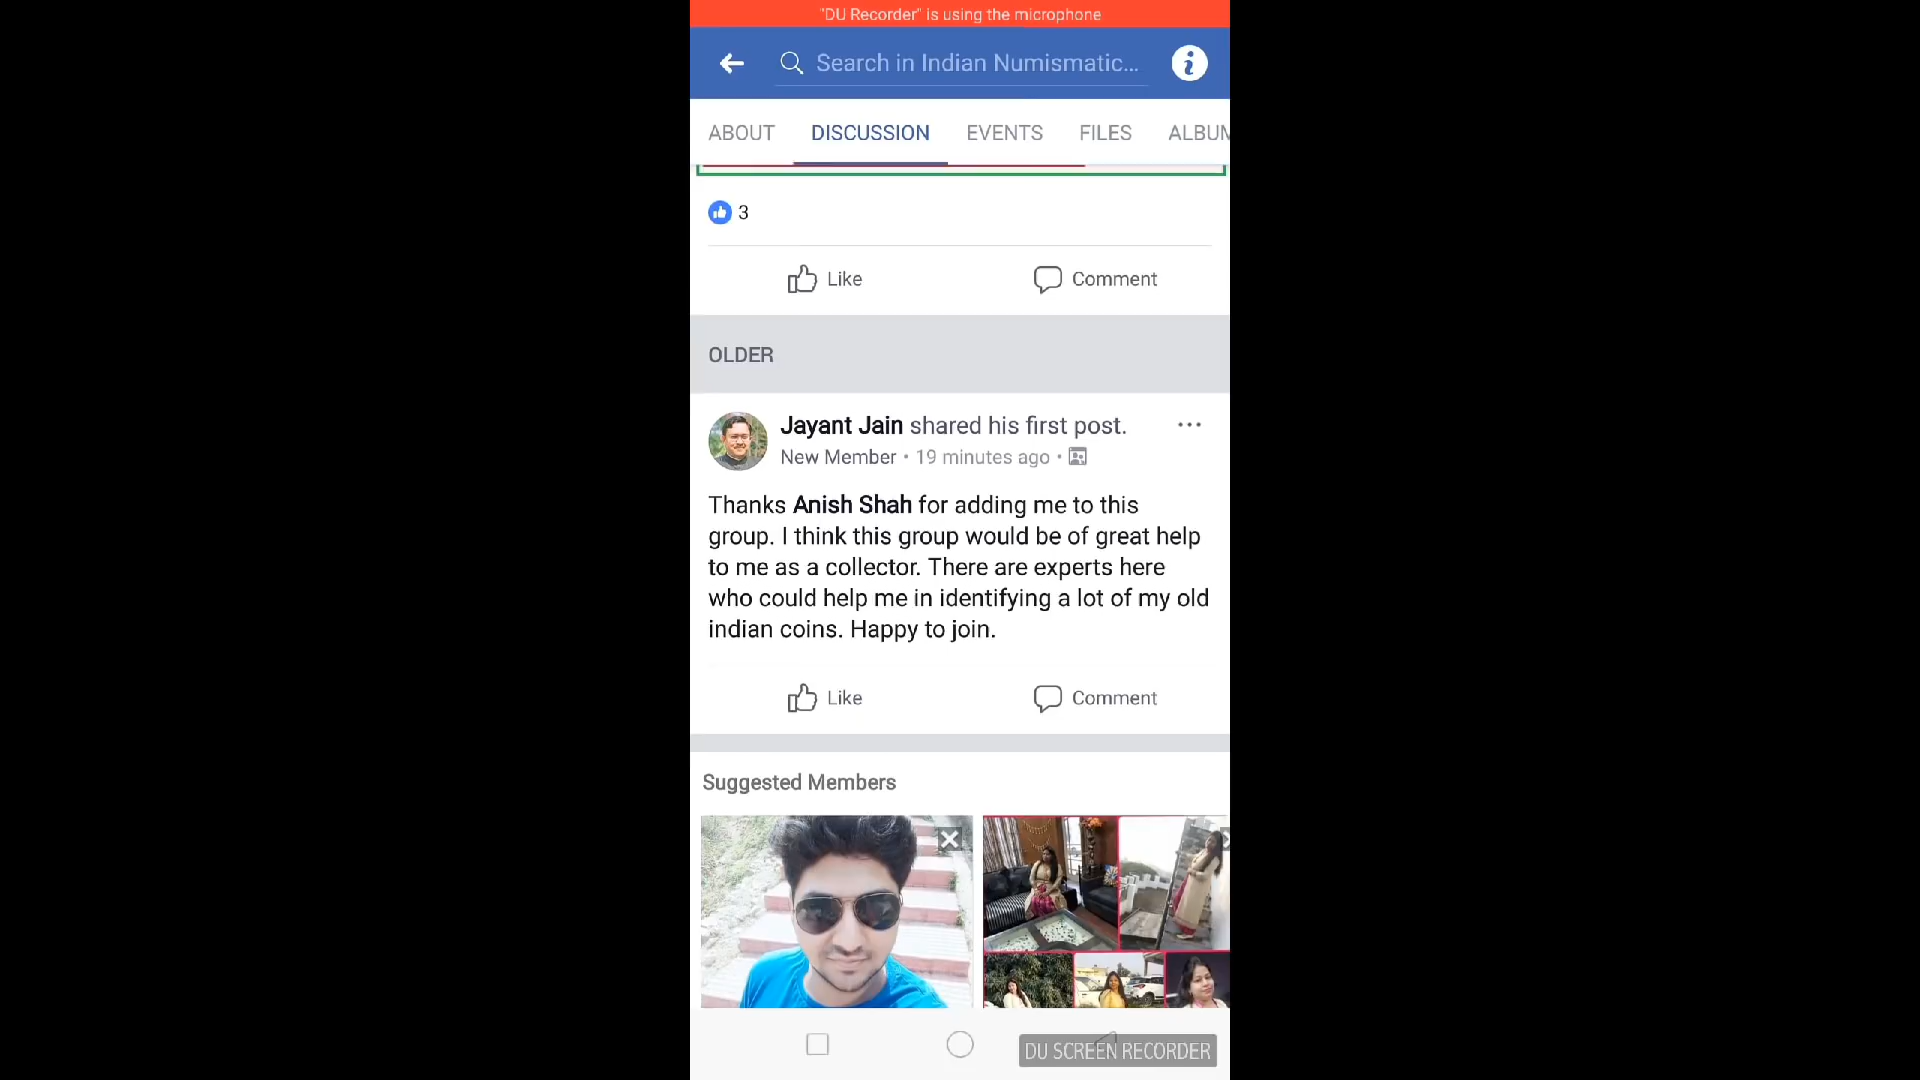 "DU Recorder" is using the microphone
Search in Indian Numismatic...
ABOUT DISCUSSION EVENTS FILES ALBUM
3
Like Comment
OLDER
Jayant Jain shared his first post.
New Member • 19 minutes ago •
Thanks Anish Shah for adding me to this
group. I think this group would be of great help
to me as a collector. There are experts here
who could help me in identifying a lot of my old
indian coins. Happy to join.
Like Comment
Suggested Members
DU SCREEN RECORDER